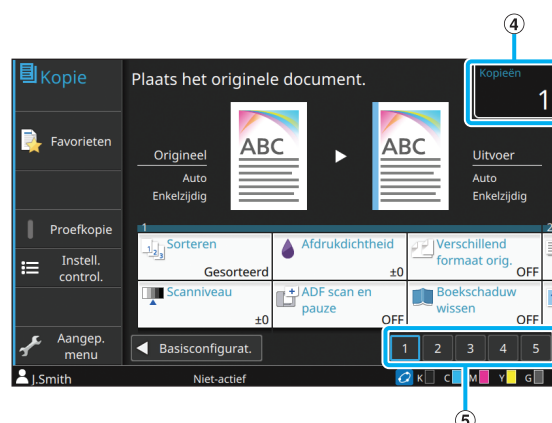 ④
Kopie
Plaats het originele document.
Kopieën
1
Favorieten
Origineel
Auto
Enkelzijdig
ABC
ABC
Uitvoer
Auto
Enkelzijdig
Proefkopie
Instell.
control.
Aangep.
menu
1
2
Sorteren
Gesorteerd
Afdrukdichtheid
±0
Verschillend
formaat orig.
OFF
Scanniveau
±0
ADF scan en
pauze
OFF
Boekschaduw
wissen
OFF
Basisconfigurat.
1 2 3 4 5
J.Smith
Niet-actief
K C M Y G
⑤